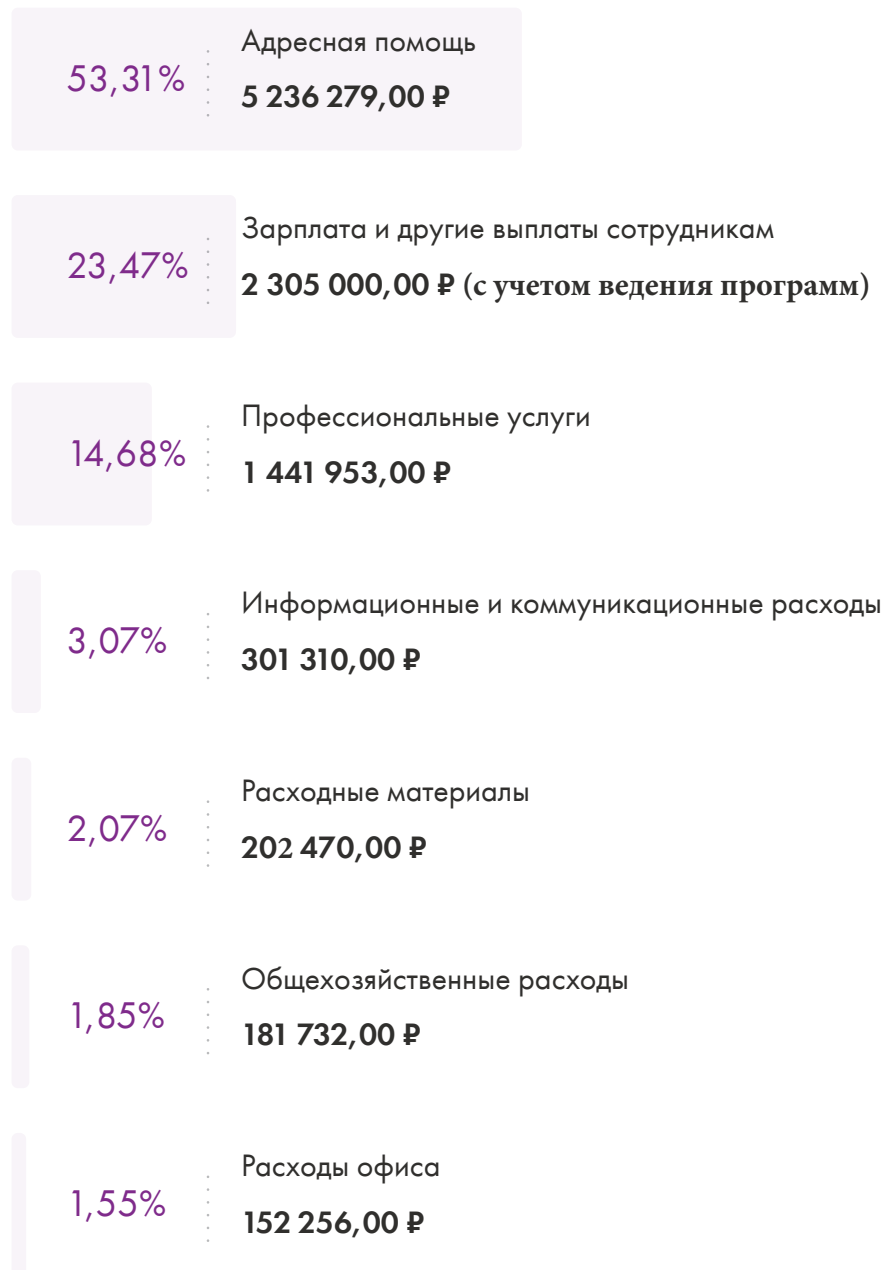 53,31%
Адресная помощь
5 236 279,00 ₽
23,47%
Зарплата и другие выплаты сотрудникам
2 305 000,00 ₽ (с учетом ведения программ)
14,68%
Профессиональные услуги
1 441 953,00 ₽
3,07%
Информационные и коммуникационные расходы
301 310,00 ₽
2,07%
Расходные материалы
202 470,00 ₽
1,85%
Общехозяйственные расходы
181 732,00 ₽
1,55%
Расходы офиса
152 256,00 ₽